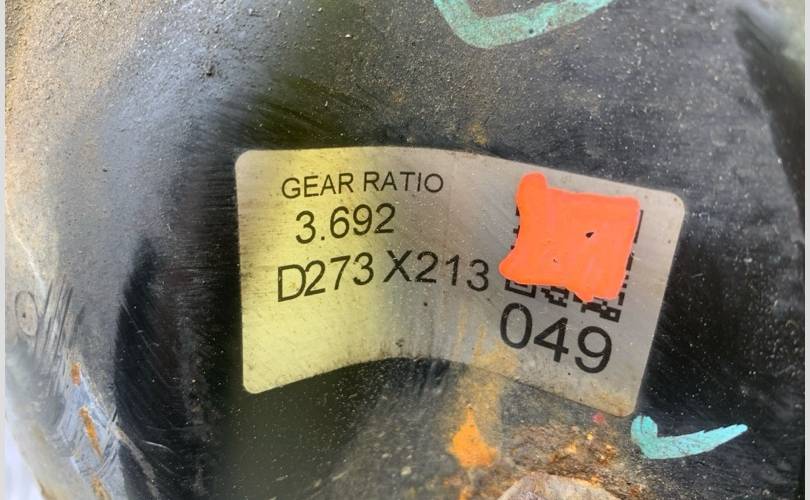 GEAR RATIO
3.692
D273 X213
049